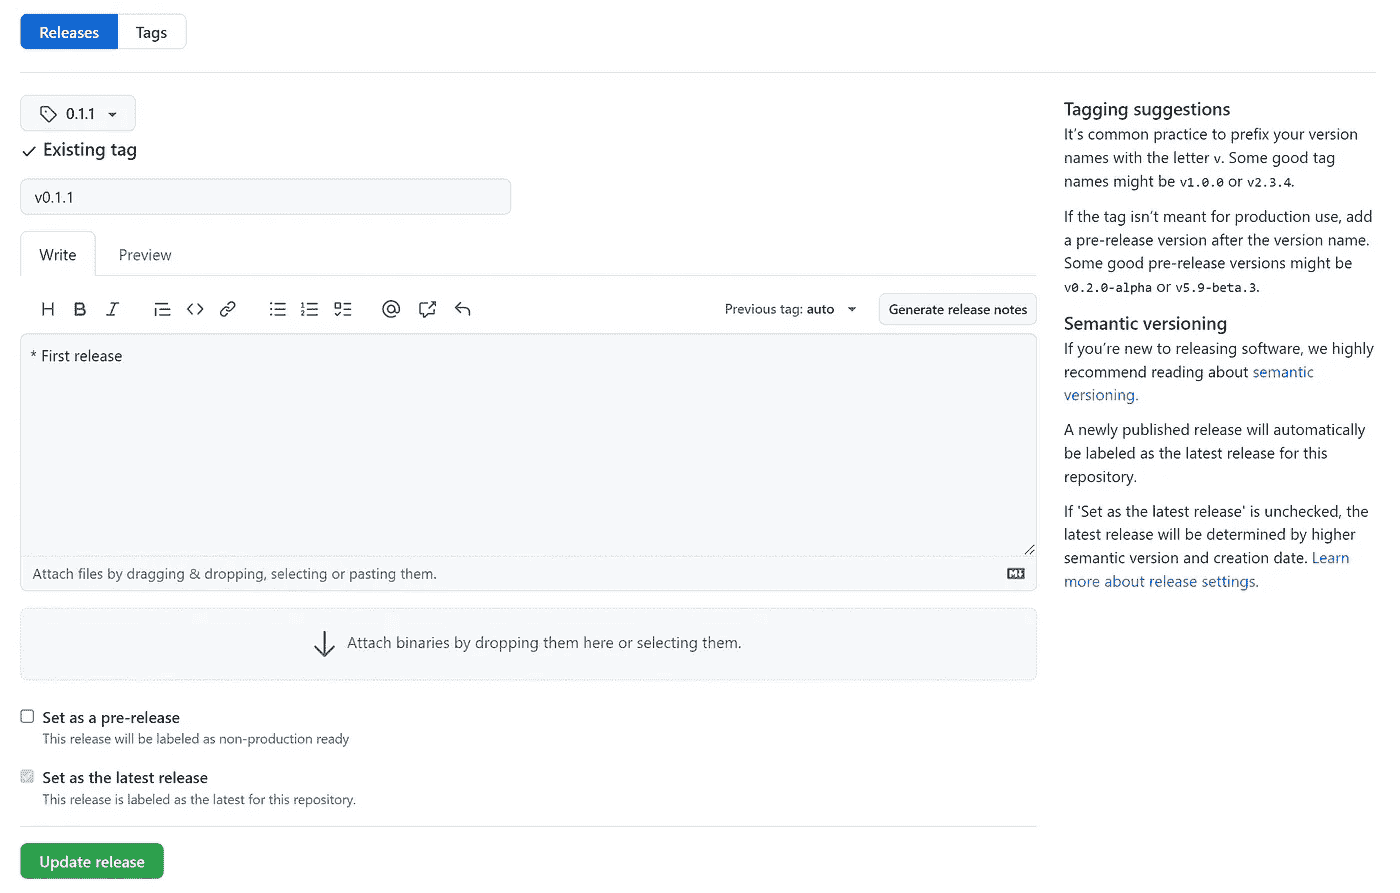 Releases Tags
0.1.1
Existing tag
v0.1.1
Write Preview
H B I @ Previous tag: auto Generate release notes
* First release
Attach files by dragging & dropping, selecting or pasting them.
Attach binaries by dropping them here or selecting them.
Set as a pre-release
This release will be labeled as non-production ready
Set as the latest release
This release is labeled as the latest for this repository.
Update release
Tagging suggestions
It's common practice to prefix your version
names with the letter v. Some good tag
names might be v1.0.0 or v2.3.4.
If the tag isn't meant for production use, add
a pre-release version after the version name.
Some good pre-release versions might be
v0.2.0-alpha or v5.9-beta.3.
Semantic versioning
If you're new to releasing software, we highly
recommend reading about semantic
versioning.
A newly published release will automatically
be labeled as the latest release for this
repository.
If 'Set as the latest release' is unchecked, the
latest release will be determined by higher
semantic version and creation date. Learn
more about release settings.